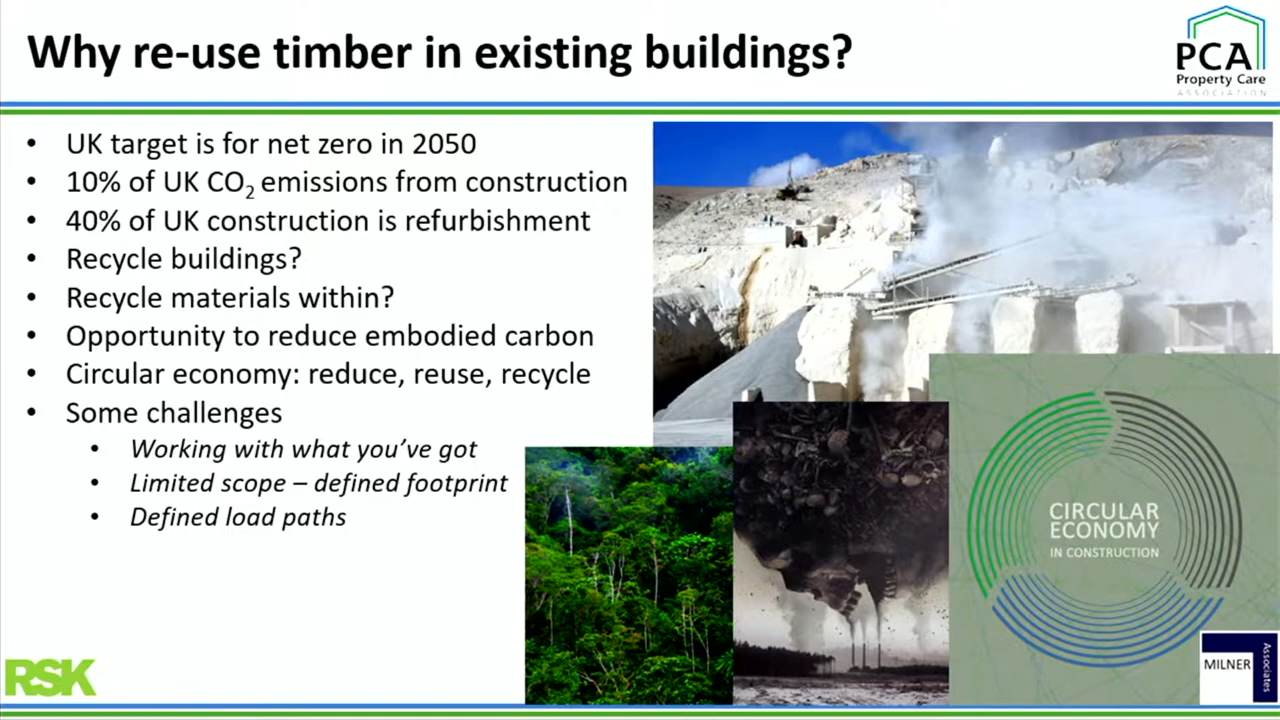 Why re-use timber in existing buildings?
PCA
Property Care
ASSOCIATION
• UK target is for net zero in 2050
• 10% of UK CO₂ emissions from construction
• 40% of UK construction is refurbishment
• Recycle buildings?
• Recycle materials within?
• Opportunity to reduce embodied carbon
• Circular economy: reduce, reuse, recycle
• Some challenges
• Working with what you’ve got
• Limited scope – defined footprint
• Defined load paths
CIRCULAR
ECONOMY
IN CONSTRUCTION
RSK
MILNER
Associates